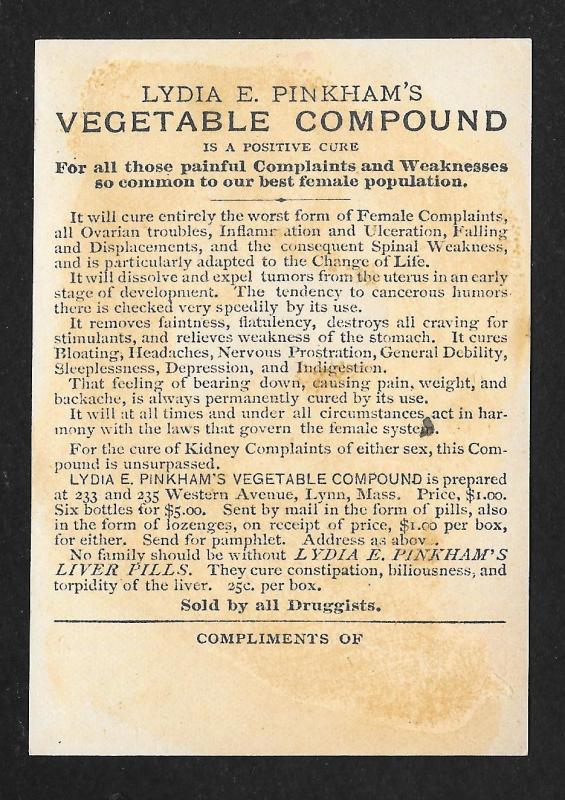 LYDIA E. PINKHAM'S
VEGETABLE COMPOUND
IS A POSITIVE CURE
For all those painful Complaints and Weaknesses
so common to our best female population.
It will cure entirely the worst form of Female Complaints,
all Ovarian troubles, Inflam ation and Ulceration, Falling
and Displacements, and the consequent Spinal Weakness,
and is particularly adapted to the Change of Life.
It will dissolve and expel tumors from the uterus in an early
stage of development. The tendency to cancerous humors
there is checked very speedily by its use.
It removes faintness, flatulency, destroys all craving for
stimulants, and relieves weakness of the stomach. It cures
Bloating, Headaches, Nervous Prostration, General Debility,
Sleeplessness, Depression, and Indigestion.
That feeling of bearing down, causing pain, weight, and
backache, is always permanently cured by its use.
It will at all times and under all circumstances act in har-
mony with the laws that govern the female system.
For the cure of Kidney Complaints of either sex, this Com-
pound is unsurpassed.
LYDIA E. PINKHAM'S VEGETABLE COMPOUND is prepared
at 233 and 235 Western Avenue, Lynn, Mass. Price, $1.00.
Six bottles for $5.00. Sent by mail in the form of pills, also
in the form of lozenges, on receipt of price, $1.00 per box,
for either. Send for pamphlet. Address as abov .
No family should be without LYDIA E. PINKHAM'S
LIVER PILLS. They cure constipation, biliousness, and
torpidity of the liver. 25c. per box.
Sold by all Druggists.
COMPLIMENTS OF